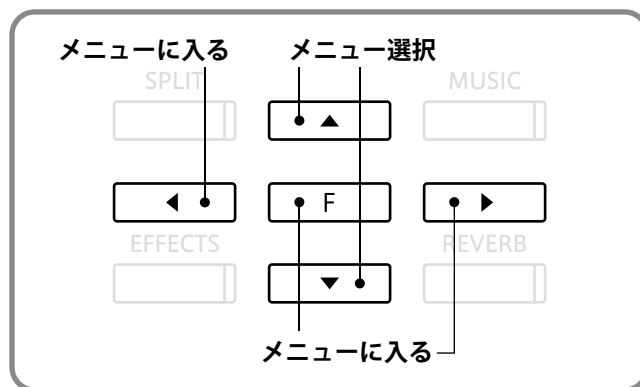 メニューに入る メニュー選択
SPLIT MUSIC
▲
◀ F ▶
EFFECTS REVERB
▼
メニューに入る